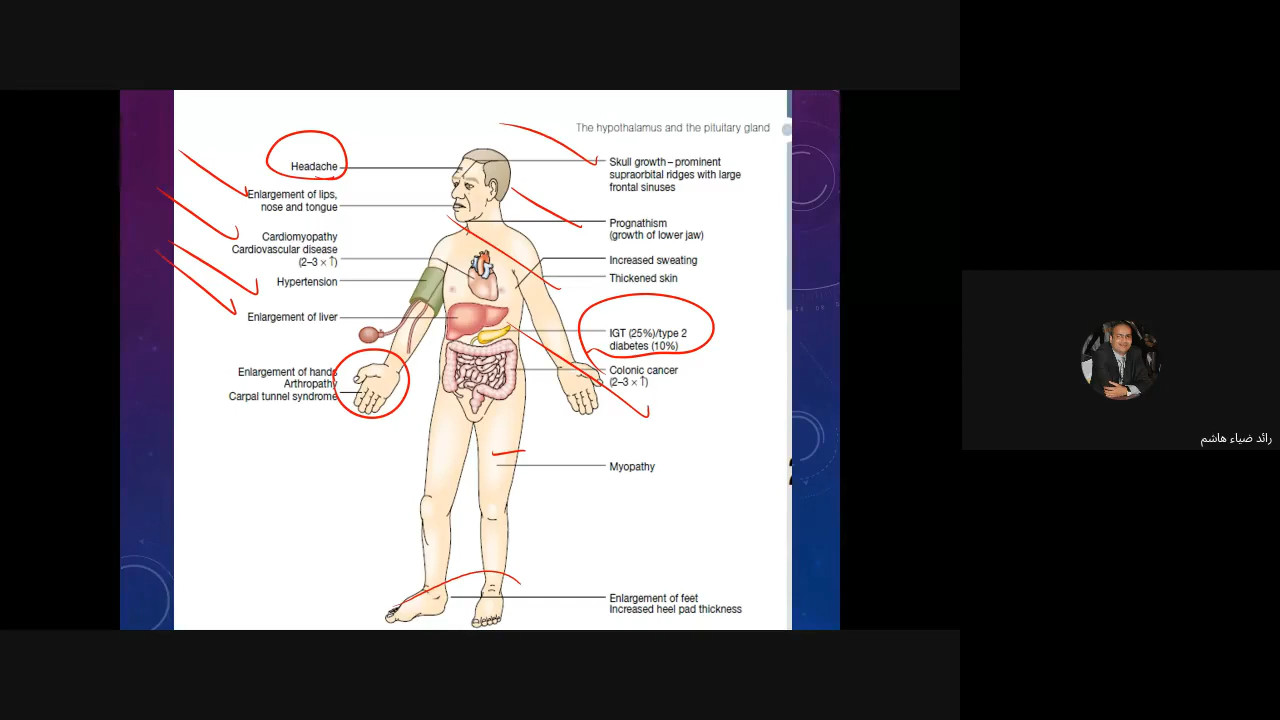 The hypothalamus and the pituitary gland
Headache
Enlargement of lips,
nose and tongue
Cardiomyopathy
Cardiovascular disease
(2–3 × ↑)
Hypertension
Enlargement of liver
Enlargement of hands
Arthropathy
Carpal tunnel syndrome
Skull growth – prominent
supraorbital ridges with large
frontal sinuses
Prognathism
(growth of lower jaw)
Increased sweating
Thickened skin
IGT (25%)/type 2
diabetes (10%)
Colonic cancer
(2–3 × ↑)
Myopathy
Enlargement of feet
Increased heel pad thickness
رائد ضياء هاشم